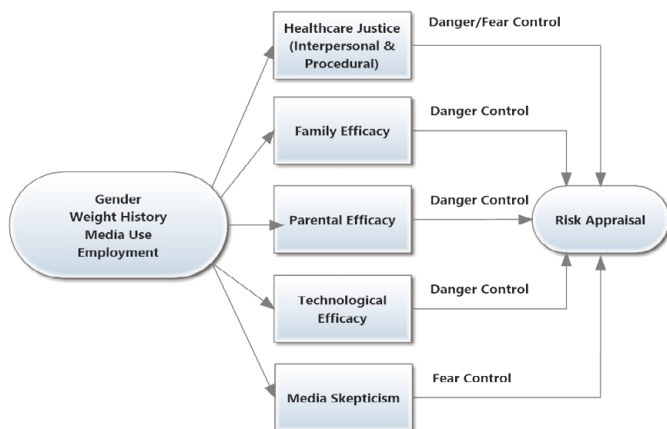 Healthcare Justice
(Interpersonal &
Procedural)
Danger/Fear Control
Family Efficacy
Danger Control
Gender
Weight History
Media Use
Employment
Parental Efficacy
Danger Control
Risk Appraisal
Technological
Efficacy
Danger Control
Media Skepticism
Fear Control